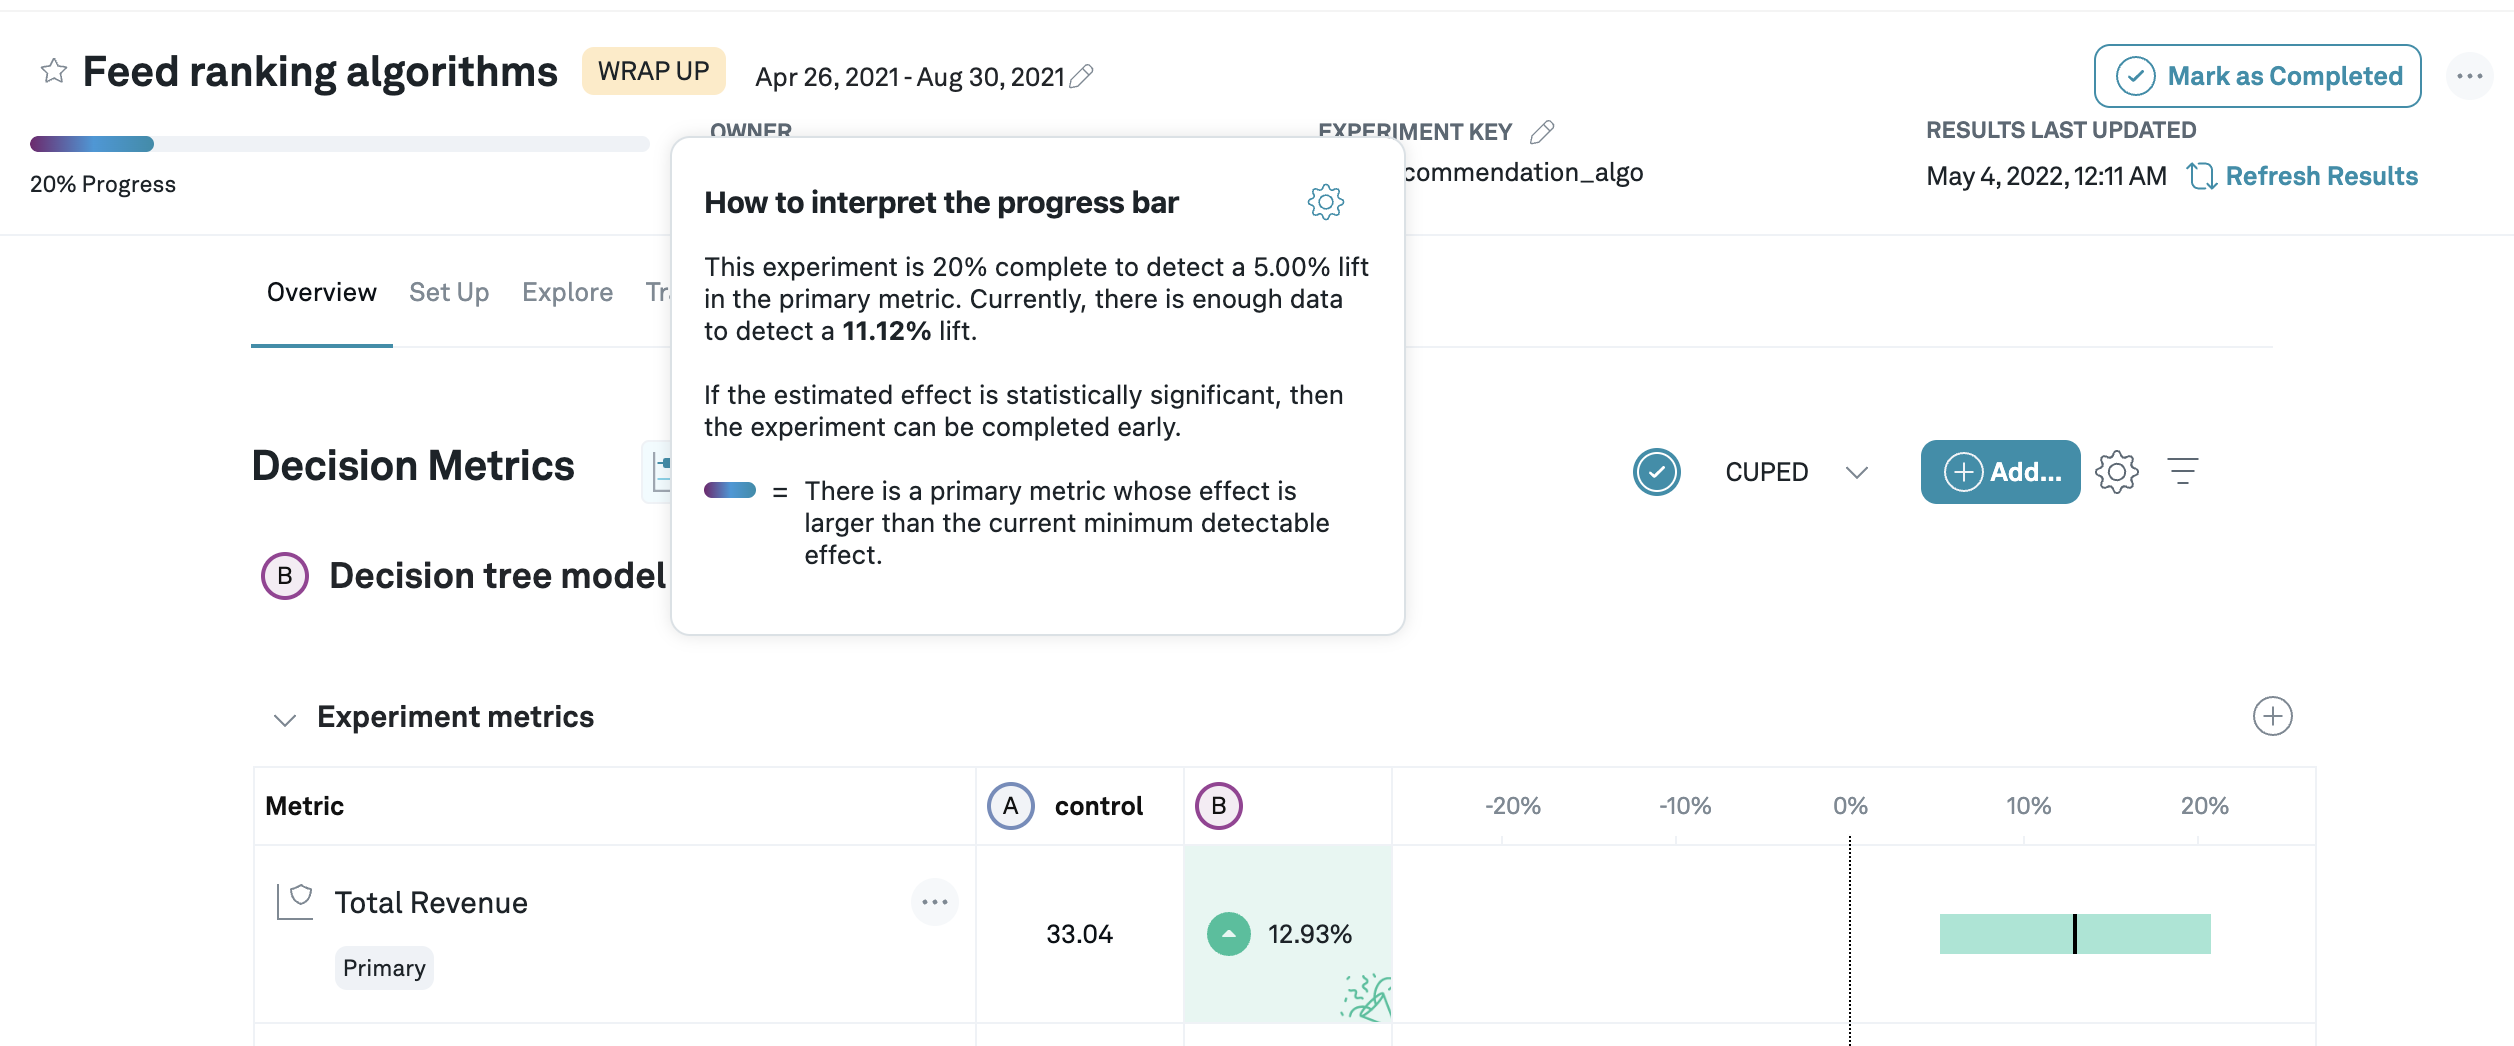 Feed ranking algorithms WRAP UP Apr 26, 2021 - Aug 30, 2021 Mark as Completed
20% Progress
OWNER
EXPERIMENT KEY
commendation_algo
RESULTS LAST UPDATED
May 4, 2022, 12:11 AM Refresh Results
How to interpret the progress bar
This experiment is 20% complete to detect a 5.00% lift
in the primary metric. Currently, there is enough data
to detect a 11.12% lift.
If the estimated effect is statistically significant, then
the experiment can be completed early.
= There is a primary metric whose effect is
larger than the current minimum detectable
effect.
Overview Set Up Explore
Decision Metrics CUPED Add...
B Decision tree model
Experiment metrics
Metric A control B -20% -10% 0% 10% 20%
Total Revenue 33.04 12.93%
Primary